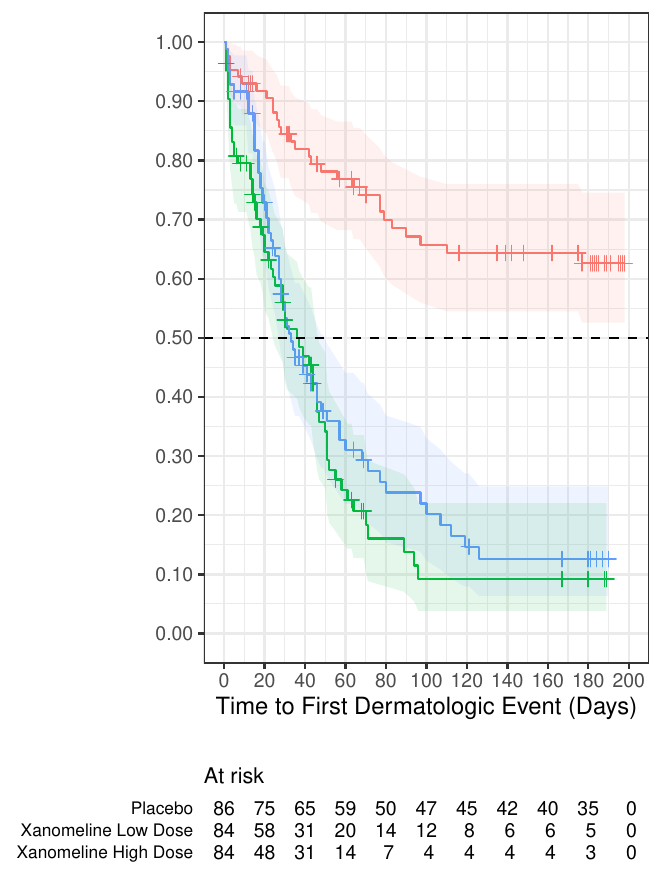 1.00
0.90
0.80
0.70
0.60
0.50
0.40
0.30
0.20
0.10
0.00
0 20 40 60 80 100 120 140 160 180 200
Time to First Dermatologic Event (Days)
At risk
Placebo 86 75 65 59 50 47 45 42 40 35 0
Xanomeline Low Dose 84 58 31 20 14 12 8 6 6 5 0
Xanomeline High Dose 84 48 31 14 7 4 4 4 4 3 0